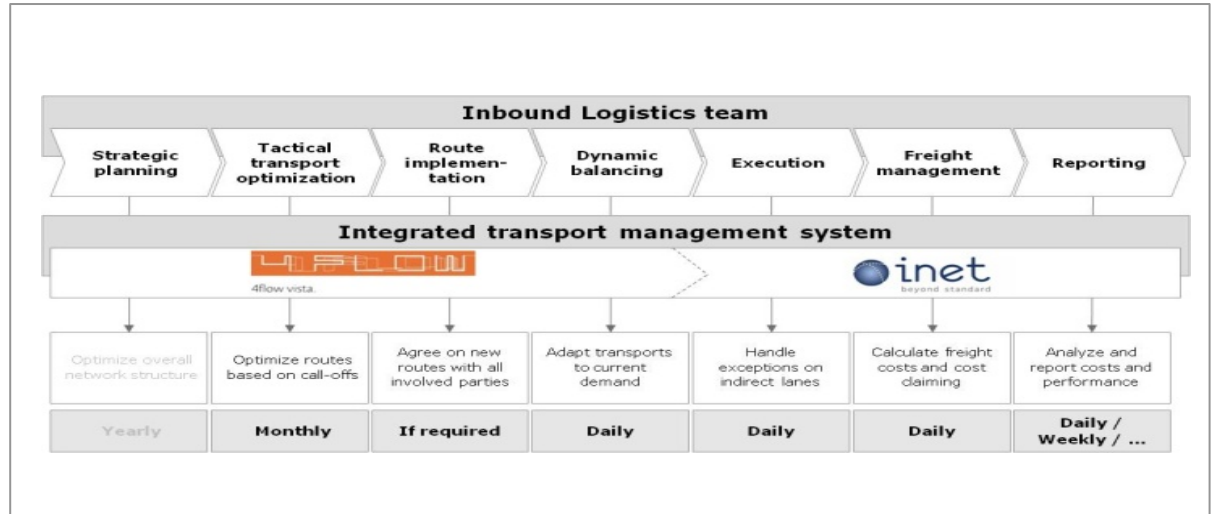 Inbound Logistics team
Strategic
planning
Tactical
transport
optimization
Route
implemen-
tation
Dynamic
balancing
Execution
Freight
management
Reporting
Integrated transport management system
4FLOW
4flow vista.
inet
beyond standard
Optimize overall
network structure
Optimize routes
based on call-offs
Agree on new
routes with all
involved parties
Adapt transports
to current
demand
Handle
exceptions on
indirect lanes
Calculate freight
costs and cost
claiming
Analyze and
report costs and
performance
Yearly
Monthly
If required
Daily
Daily
Daily
Daily /
Weekly / ...